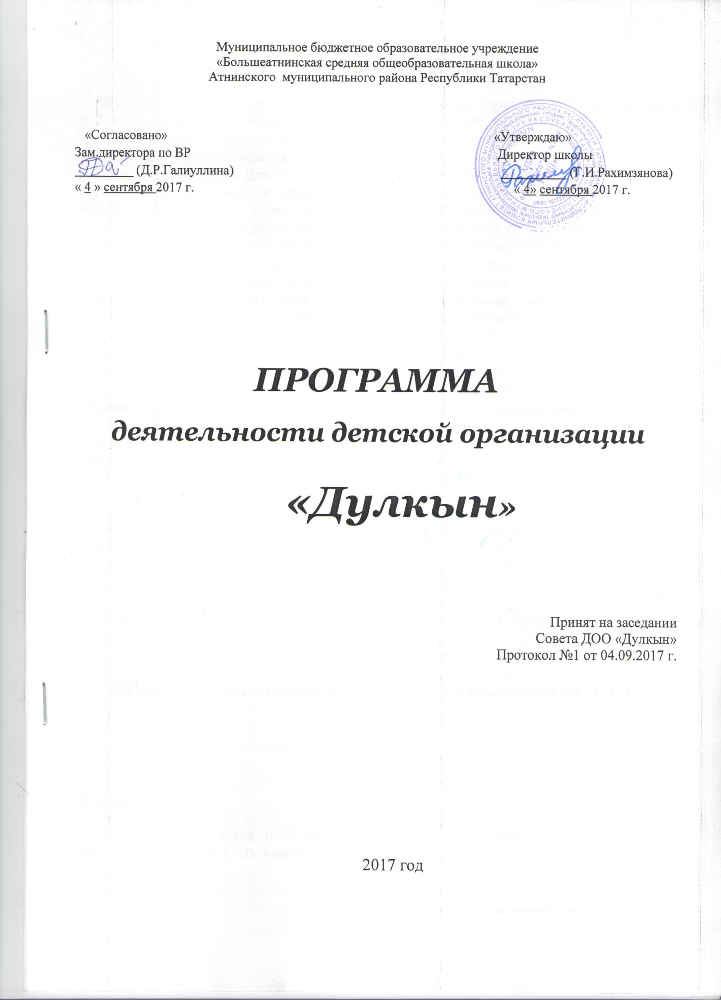 Муниципальное бюджетное образовательное учреждение
«Большеатнинская средняя общеобразовательная школа»
Атнинского муниципального района Республики Татарстан
«Согласовано»
Зам.директора по ВР
____________ (Д.Р.Галиуллина)
« 4 » сентября 2017 г.
«Утверждаю»
Директор школы
____________ (Т.И.Рахимзянова)
« 4» сентября 2017 г.
ПРОГРАММА
деятельности детской организации
«Дулкын»
Принят на заседании
Совета ДОО «Дулкын»
Протокол №1 от 04.09.2017 г.
2017 год